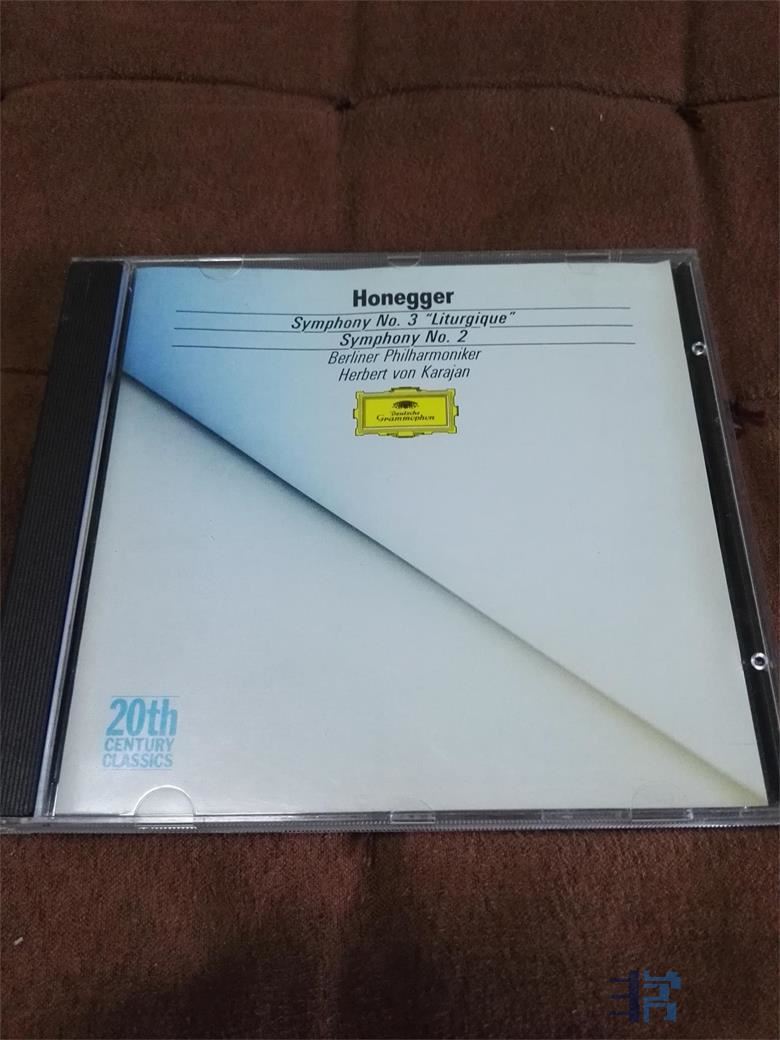 Honegger
Symphony No. 3 "Liturgique"
Symphony No. 2
Berliner Philharmoniker
Herbert von Karajan
Deutsche
Grammophon
20th
CENTURY
CLASSICS